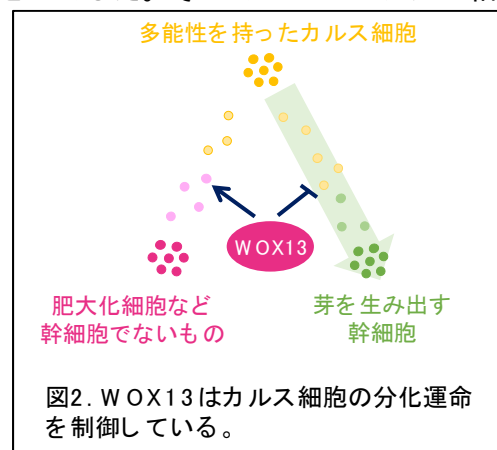 多能性を持ったカルス細胞
WOX13
肥大化細胞など
幹細胞でないもの
芽を生み出す
幹細胞
図2. WOX13はカルス細胞の分化運命
を制御している。